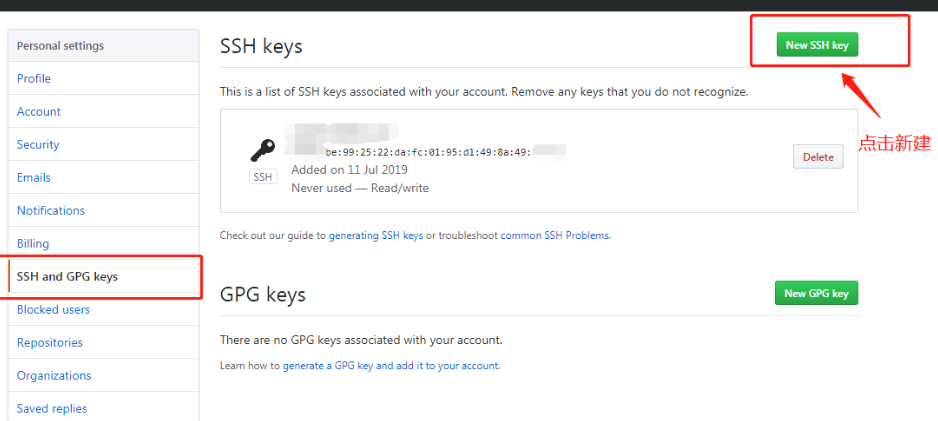 Personal settings
Profile
Account
Security
Emails
Notifications
Billing
SSH and GPG keys
Blocked users
Repositories
Organizations
Saved replies
SSH keys
New SSH key
点击新建
This is a list of SSH keys associated with your account. Remove any keys that you do not recognize.
be:99:25:22:da:fc:01:95:d1:49:8a:49:
SSH
Added on 11 Jul 2019
Never used — Read/write
Delete
Check out our guide to generating SSH keys or troubleshoot common SSH Problems.
GPG keys
New GPG key
There are no GPG keys associated with your account.
Learn how to generate a GPG key and add it to your account.